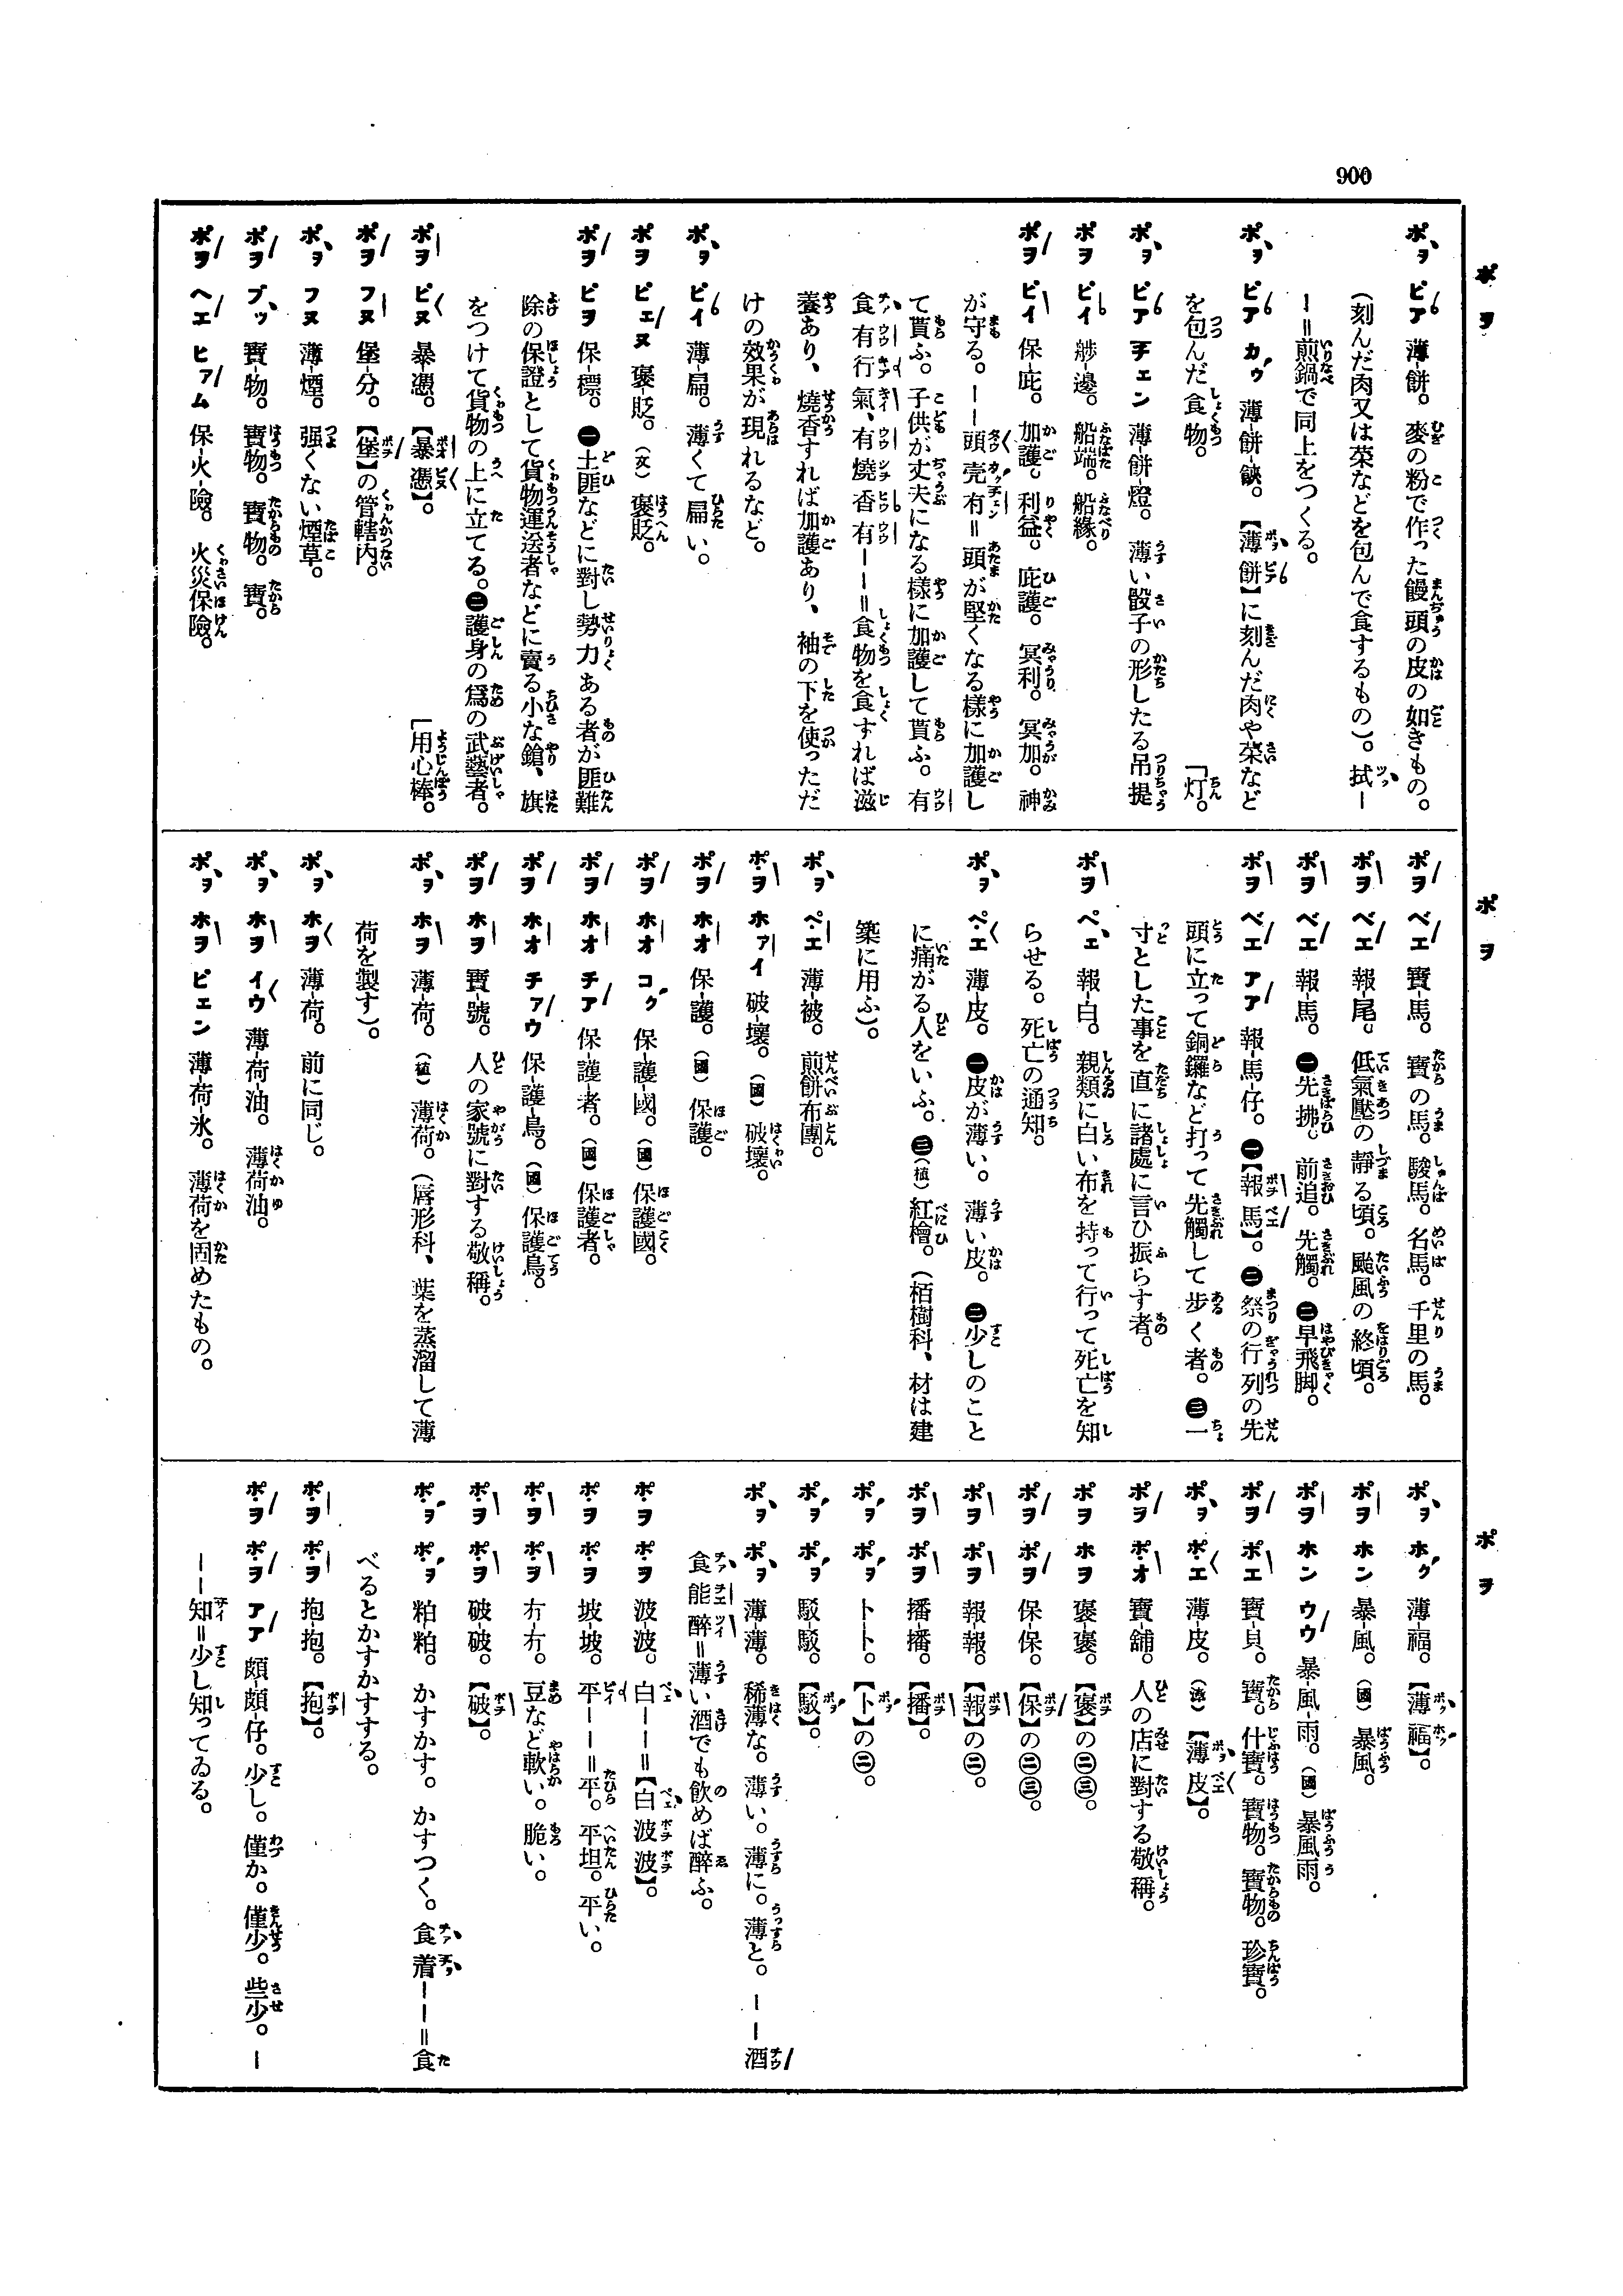 900
ポヲ
ポヲ
ポヲ
ポヲ ピア 薄-餅。 麥の粉で作った饅頭の皮の如きもの。
(刻んだ肉又は菜などを包んで食するもの)。拭ー
ー＝煎鍋で同上をつくる。
ポヲ ピア カウ 薄-餅-餄。【薄餅】に刻んだ肉や菜など
を包んだ食物。 「灯。
ポヲ ピア チェン 薄-餅-燈。 薄い骰子の形したる吊提
ポヲ ピイ 艀-邊。 船端。船緣。
ポヲ ピイ 保-庇。 加護。利益。庇護。冥利。冥加。神
が守る。ーー頭壳有＝頭が堅くなる樣に加護し
て貰ふ。子供が丈夫になる樣に加護して貰ふ。有
食有行氣、有燒香有ーー＝食物を食すれば滋
養あり、燒香すれば加護あり、袖の下を使っただ
けの效果が現れるなど。
ポヲ ピイ 薄-扁。 薄くて扁い。
ポヲ ピェヌ 褒-貶。(文) 褒貶。
ポヲ ピヲ 保-標。 ㊀土匪などに對し勢力ある者が匪難
除の保證として貨物運送者などに賣る小な鎗、旗
をつけて貨物の上に立てる。㊁護身の爲の武藝者。
「用心棒。
ポヲ ピヌ 暴-憑。【暴憑】。
ポヲ フヌ 堡-分。【堡】の管轄內。
ポヲ フヌ 薄-煙。 强くない煙草。
ポヲ ブッ 寶-物。 寶物。寶物。寶。
ポヲ ヘエ ヒアム 保-火-險。 火災保險。
ポヲ ベエ 寶-馬。 寶の馬。駿馬。名馬。千里の馬。
ポヲ ベエ 報-尾。 低氣壓の靜る頃。颱風の終頃。
ポヲ ベエ 報-馬。 ㊀先拂。前追。先觸。㊁早飛脚。
ポヲ ベエ アア 報-馬-仔。 ㊀【報馬】。㊁祭の行列の先
頭に立って銅鑼など打って先觸して步く者。㊂一
寸とした事を直に諸處に言ひ振らす者。
ポヲ ペェ 報-白。 親類に白い布を持って行って死亡を知
らせる。死亡の通知。
ポヲ ペエ 薄-皮。 ㊀皮が薄い。薄い皮。㊁少しのこと
に痛がる人をいふ。㊂(植)紅檜。(栢樹科、材は建
築に用ふ)。
ポヲ ペエ 薄-被。 煎餅布團。
ポヲ ホァイ 破-壞。(國) 破壞。
ポヲ ホオ 保-護。(國) 保護。
ポヲ ホオ コク 保-護-國。(國) 保護國。
ポヲ ホオ チア 保-護-者。(國) 保護者。
ポヲ ホオ チアウ 保-護-鳥。(國) 保護鳥。
ポヲ ホヲ 寶-號。 人の家號に對する敬稱。
ポヲ ホヲ 薄-荷。(植) 薄荷。(唇形科、葉を蒸溜して薄
荷を製す)。
ポヲ ホヲ 薄-荷。 前に同じ。
ポヲ ホヲ イウ 薄-荷-油。 薄荷油。
ポヲ ホヲ ピェン 薄-荷-氷。 薄荷を固めたもの。
ポヲ ホク 薄-福。【薄福】。
ポヲ ホン 暴-風。(國) 暴風。
ポヲ ホン ウウ 暴-風-雨。(國) 暴風雨。
ポヲ ポエ 寶-貝。 寶。什寶。寶物。寶物。珍寶。
ポヲ ポエ 薄-皮。(漳)【薄皮】。
ポヲ ポオ 寶-舖。 人の店に對する敬稱。
ポヲ ホヲ 褒-褒。【褒】の㊁㊂。
ポヲ ポヲ 保-保。【保】の㊁㊂。
ポヲ ポヲ 報-報。【報】の㊁。
ポヲ ポヲ 播-播。【播】。
ポヲ ポヲ 卜-卜。【卜】の㊁。
ポヲ ポヲ 駁-駁。【駁】。
ポヲ ポヲ 薄-薄。 稀薄な。薄い。薄に。薄と。ーー酒
食能醉＝薄い酒でも飮めば醉ふ。
ポヲ ポヲ 波-波。 白ーー＝【白波波】。
ポヲ ポヲ 坡-坡。 平ーー＝平。平坦。平い。
ポヲ ポヲ 冇-冇。 豆など軟い。脆い。
ポヲ ポヲ 破-破。【破】。
ポヲ ポヲ 粕-粕。 かすかす。かすつく。食着ーー＝食
べるとかすかすする。
ポヲ ポヲ 抱-抱。【抱】。
ポヲ ポヲ アア 頗-頗-仔。少し。僅か。僅少。些少。ー
ーー知＝少し知ってゐる。